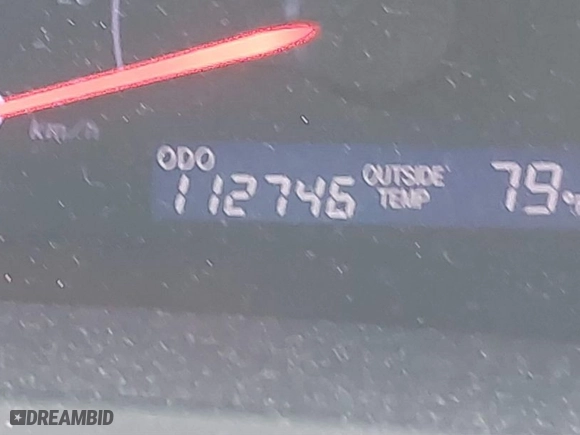 km/h
ODO
112746
OUTSIDE
TEMP
79
DREAMBID